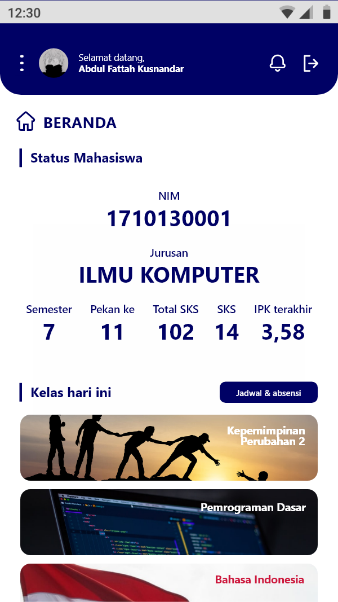 12:30
Selamat datang,
Abdul Fattah Kusnandar
BERANDA
Status Mahasiswa
NIM
1710130001
Jurusan
ILMU KOMPUTER
Semester Pekan ke Total SKS SKS IPK terakhir
7 11 102 14 3,58
Kelas hari ini
Jadwal & absensi
Kepemimpinan
Perubahan 2
Pemrograman Dasar
Bahasa Indonesia